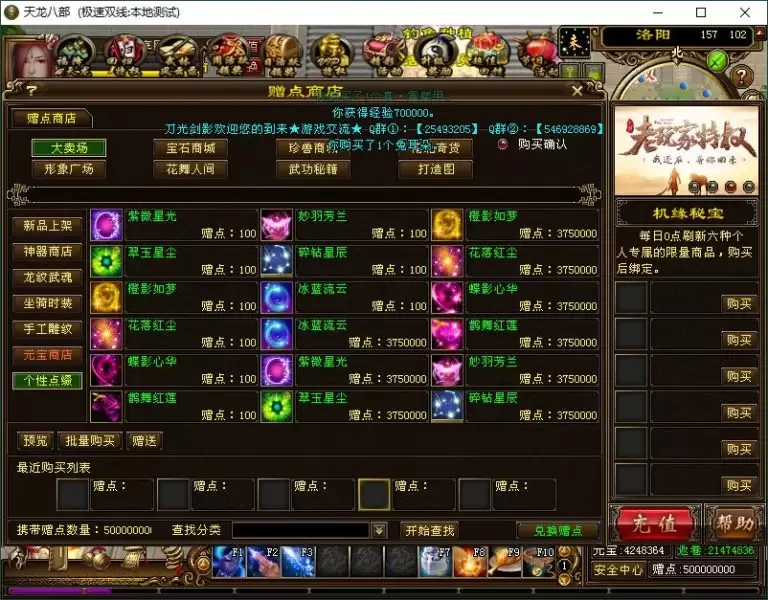 天龙八部 (极速双线:本地测试)
洛阳 157 102
北
赠点商店
你获得经验700000。
刀光剑影欢迎您的到来★游戏交流★ Q群①:【25493205】 Q群②:【546928869】
你购买了1个兔耳朵。
购买确认
赠点商店
大卖场 宝石商城
形象广场 花舞人间 武功秘籍 打造图
老玩家特权
我还在，等你回来
机缘秘宝
每日0点刷新六种个人专属的限量商品，购买后绑定。
新品上架
神器商店
龙纹武魂
坐骑时装
手工雕纹
元宝商店
个性点缀
紫微星光 赠点：100
妙羽芳兰 赠点：100
橙影如梦 赠点：3750000
翠玉星尘 赠点：100
碎钻星辰 赠点：100
花落红尘 赠点：3750000
橙影如梦 赠点：100
冰蓝流云 赠点：100
蝶影心华 赠点：3750000
花落红尘 赠点：100
冰蓝流云 赠点：3750000
鹊舞红莲 赠点：3750000
蝶影心华 赠点：100
紫微星光 赠点：3750000
妙羽芳兰 赠点：3750000
鹊舞红莲 赠点：100
翠玉星尘 赠点：3750000
碎钻星辰 赠点：3750000
购买
购买
购买
购买
购买
购买
预览 批量购买 赠送
最近购买列表
赠点： 赠点： 赠点： 赠点： 赠点：
携带赠点数量：50000000 查找分类 开始查找 兑换赠点
充值 帮助
F1 F2 F3 F7 F8 F9 F10
元宝:4248364
安全中心 赠点:500000000